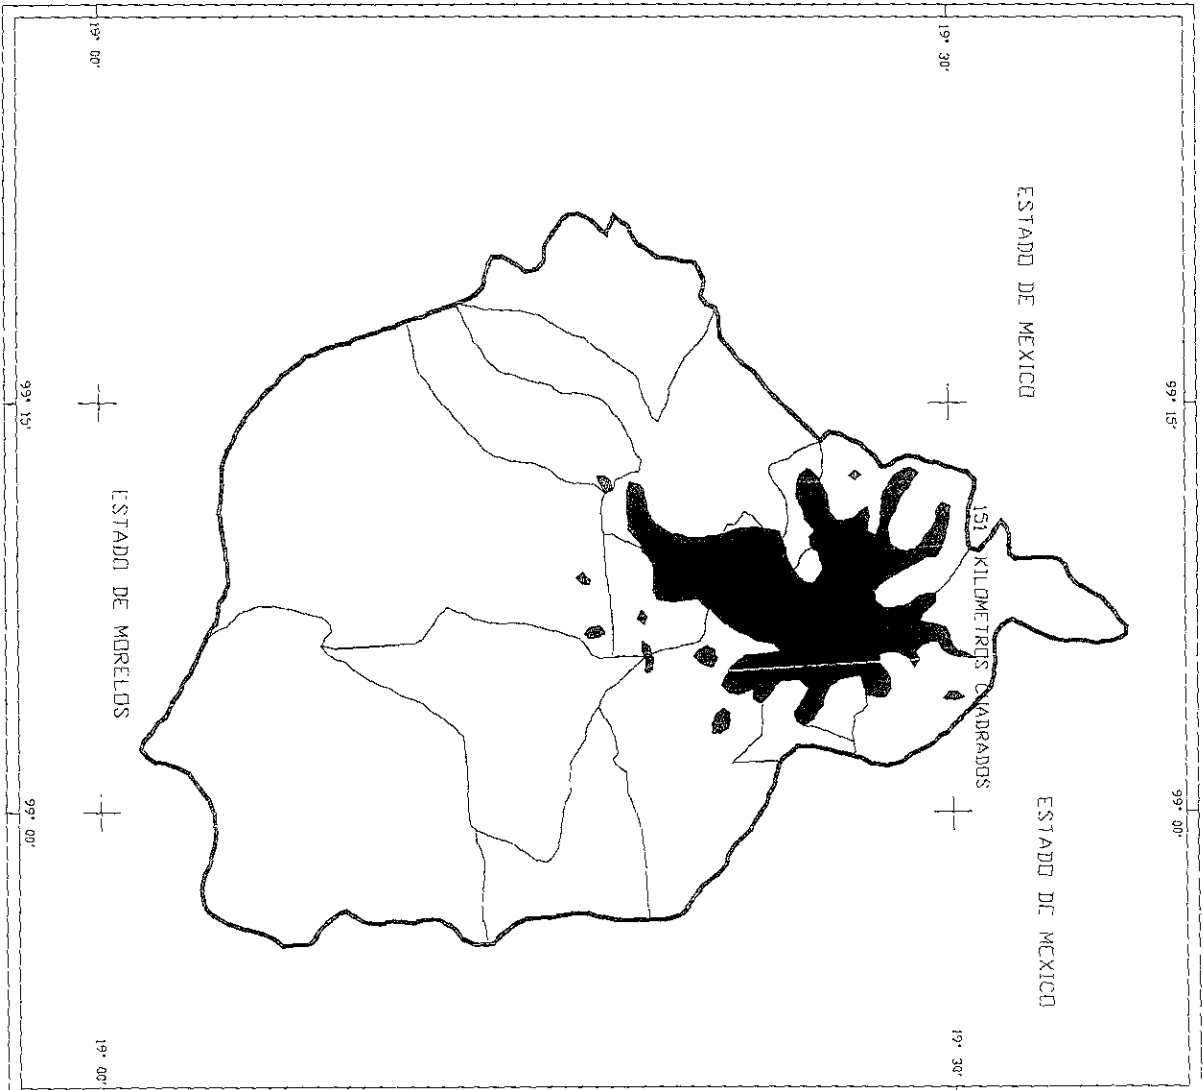 99° 15'
99° 00'
ESTADO DE MEXICO
ESTADO DE MEXICO
151 KILOMETROS CUADRADOS
19° 30'
19° 30'
ESTADO DE MORELOS
19° 00'
19° 00'
99° 15'
99° 00'